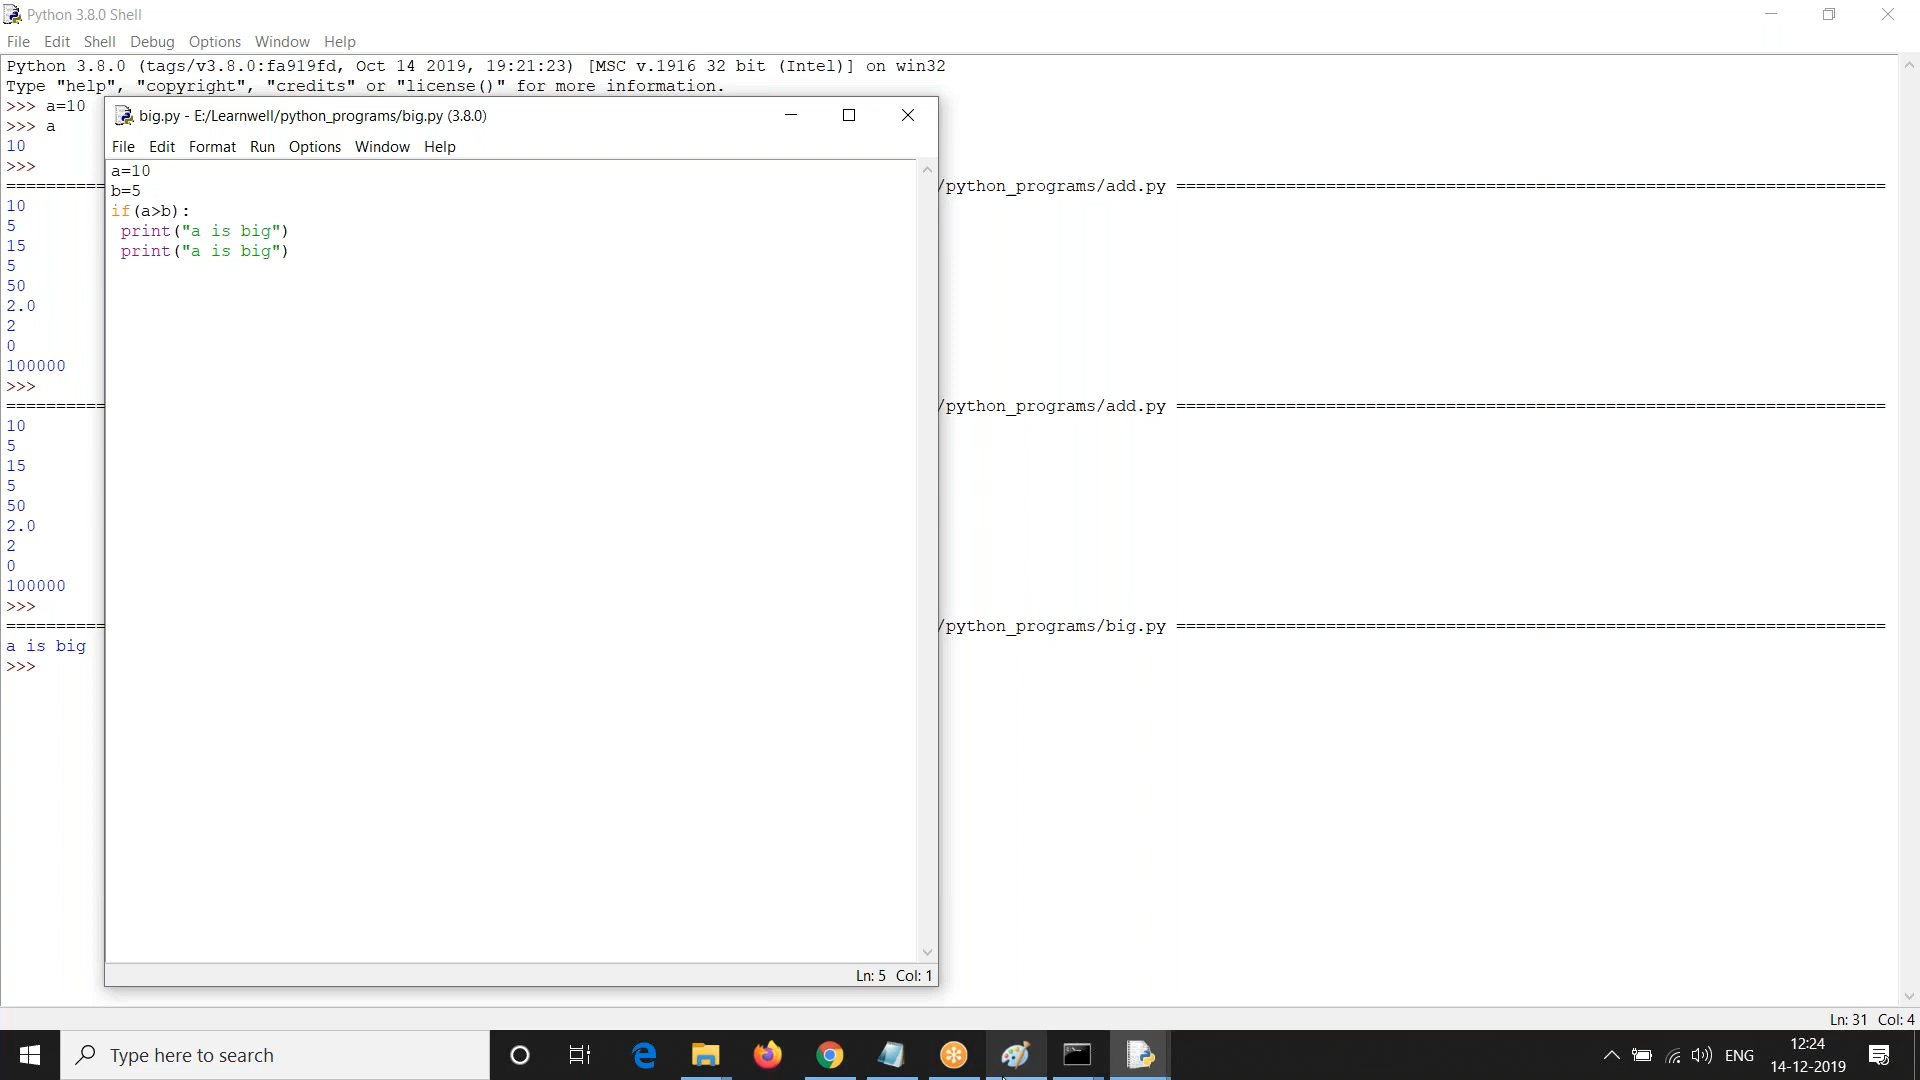 Python 3.8.0 Shell
File Edit Shell Debug Options Window Help
Python 3.8.0 (tags/v3.8.0:fa919fd, Oct 14 2019, 19:21:23) [MSC v.1916 32 bit (Intel)] on win32
Type "help", "copyright", "credits" or "license()" for more information.
>>> a=10
>>> a
10
>>>
========== /python_programs/add.py =======================================================================
10
5
15
5
50
2.0
2
0
100000
>>>
========== /python_programs/add.py =======================================================================
10
5
15
5
50
2.0
2
0
100000
>>>
========== /python_programs/big.py =======================================================================
a is big
>>>
big.py - E:/Learnwell/python_programs/big.py (3.8.0)
File Edit Format Run Options Window Help
a=10
b=5
if(a>b):
 print("a is big")
 print("a is big")
Ln: 5 Col: 1
Ln: 31 Col: 4
Type here to search
ENG
12:24
14-12-2019